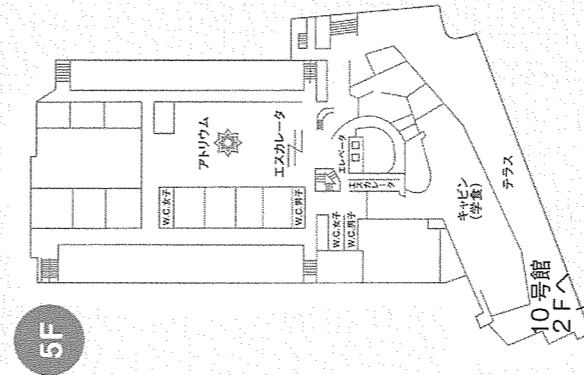 5F
アトリウム
エスカレータ
W.C.女子
W.C.男子
W.C.女子
W.C.男子
エレベータ
エスカレータ
キャビン
(学食)
テラス
10号館
2Fへ